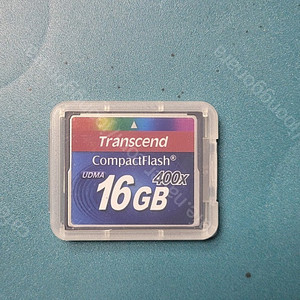 Transcend
CompactFlash®
UDMA 400x
16GB